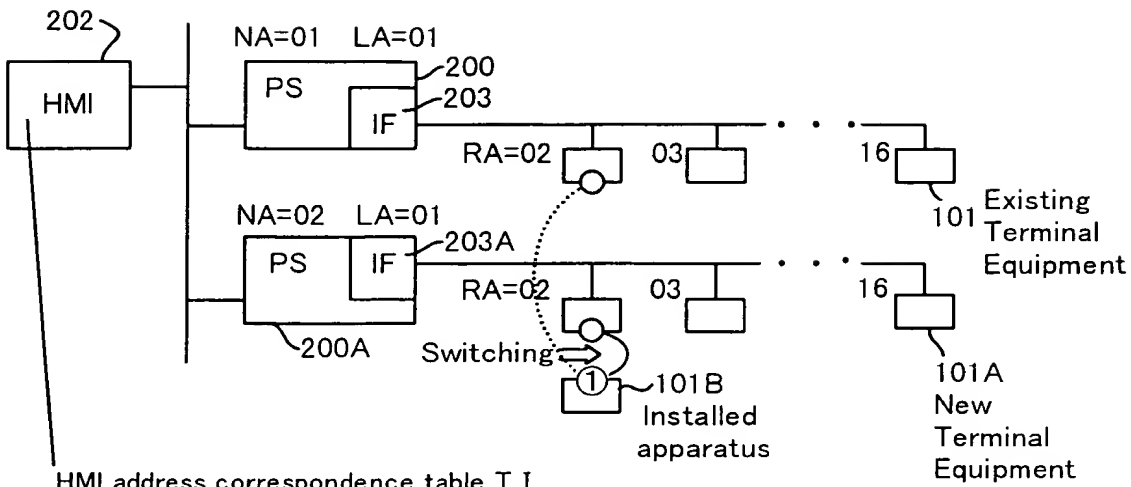 202
HMI
NA=01 LA=01
PS
200
203
IF
RA=02
03
16
101
Existing
Terminal
Equipment
NA=02 LA=01
PS
IF
203A
RA=02
03
16
200A
Switching
1
101B
Installed
apparatus
101A
New
Terminal
Equipment
HMI address correspondence table T I